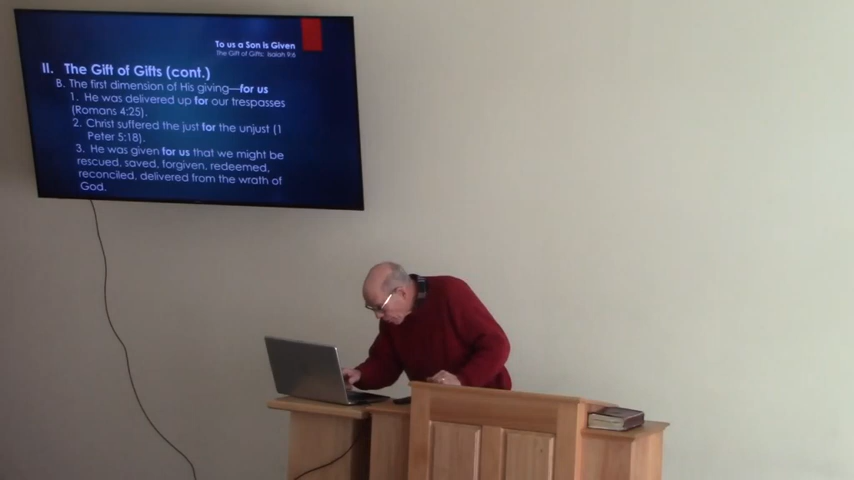 To us a Son is Given
The Gift of Gifts: Isaiah 9:6
II. The Gift of Gifts (cont.)
B. The first dimension of His giving—for us
1. He was delivered up for our trespasses
(Romans 4:25).
2. Christ suffered the just for the unjust (1
Peter 5:18).
3. He was given for us that we might be
rescued, saved, forgiven, redeemed,
reconciled, delivered from the wrath of
God.